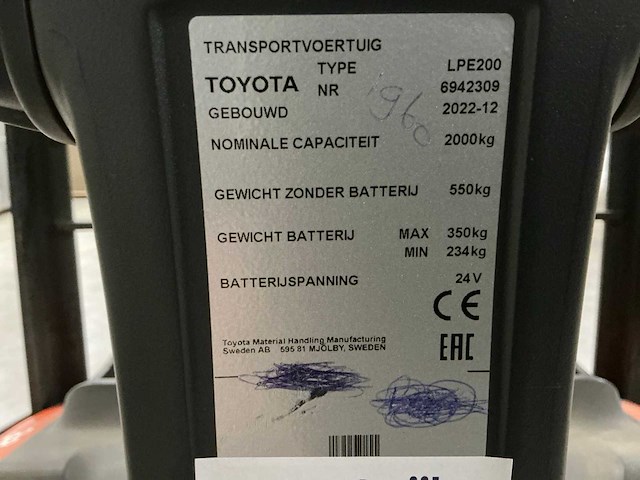 TRANSPORTVOERTUIG
TYPE LPE200
TOYOTA NR 6942309
GEBOUWD 2022-12
NOMINALE CAPACITEIT 2000kg
GEWICHT ZONDER BATTERIJ 550kg
GEWICHT BATTERIJ MAX 350kg
MIN 234kg
BATTERIJSPANNING 24V
CE
EAC
Toyota Material Handling Manufacturing
Sweden AB 595 81 MJÖLBY, SWEDEN